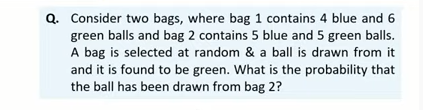 Q. Consider two bags, where bag 1 contains 4 blue and 6
green balls and bag 2 contains 5 blue and 5 green balls.
A bag is selected at random & a ball is drawn from it
and it is found to be green. What is the probability that
the ball has been drawn from bag 2?